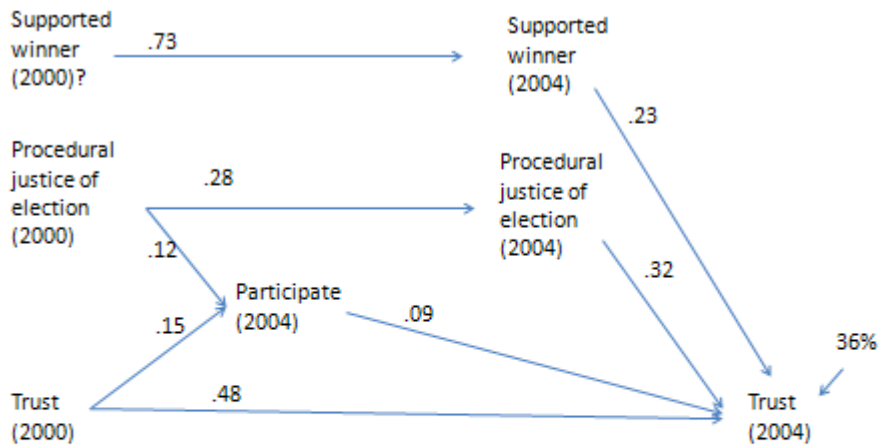 Supported
winner
(2000)?
.73
Supported
winner
(2004)
.23
Procedural
justice of
election
(2000)
.28
Procedural
justice of
election
(2004)
.12
.32
Participate
(2004)
.15
.09
36%
Trust
(2000)
.48
Trust
(2004)